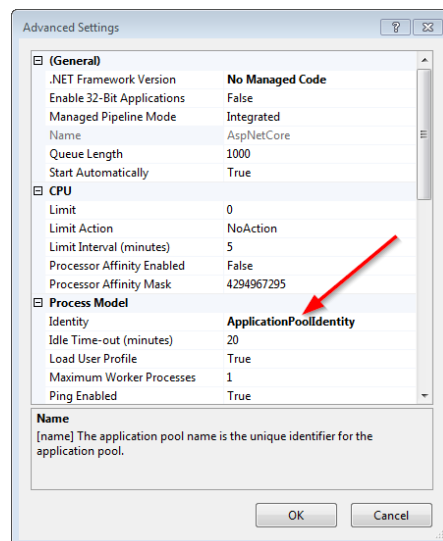 Advanced Settings
(General)
.NET Framework Version No Managed Code
Enable 32-Bit Applications False
Managed Pipeline Mode Integrated
Name AspNetCore
Queue Length 1000
Start Automatically True
CPU
Limit 0
Limit Action NoAction
Limit Interval (minutes) 5
Processor Affinity Enabled False
Processor Affinity Mask 4294967295
Process Model
Identity ApplicationPoolIdentity
Idle Time-out (minutes) 20
Load User Profile True
Maximum Worker Processes 1
Ping Enabled True
Name
[name] The application pool name is the unique identifier for the
application pool.
OK Cancel